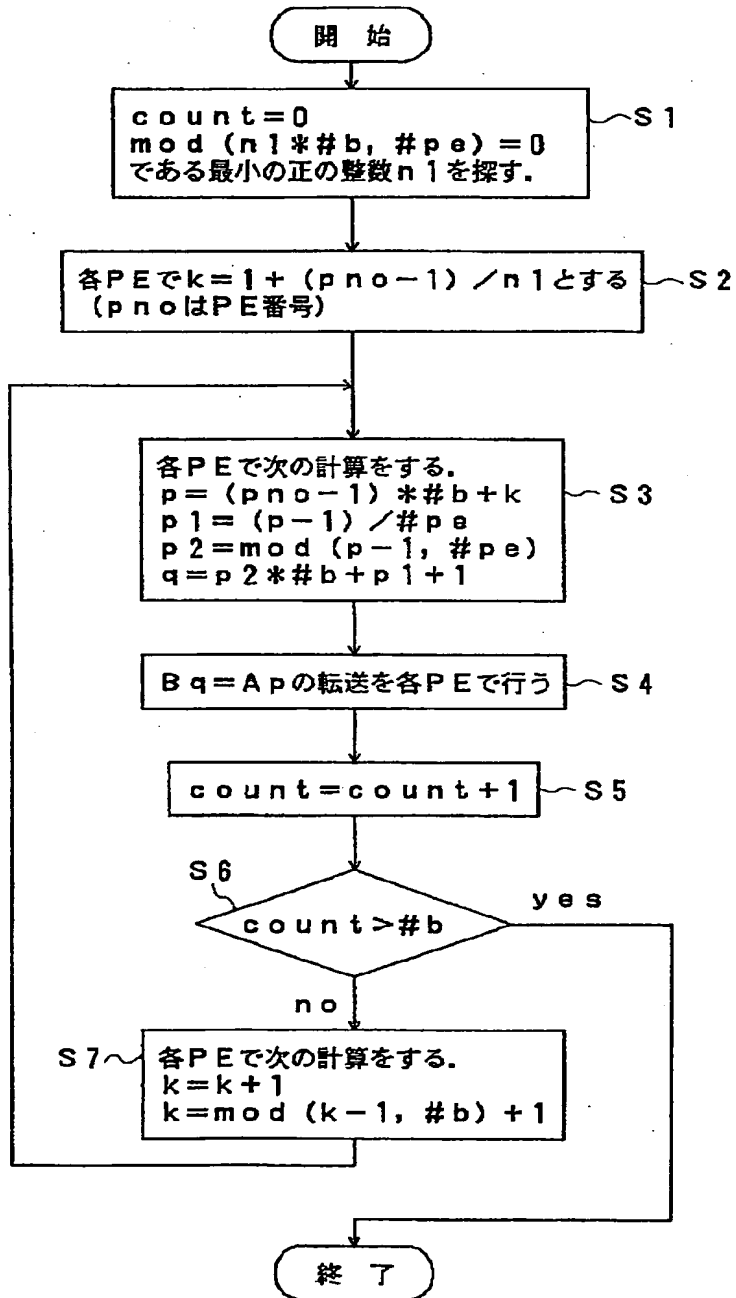 開 始
count=0
mod (n1*#b, #pe)=0
である最小の正の整数n1を探す.
S1
各PEでk=1+(pno-1)/n1とする
(pnoはPE番号)
S2
各PEで次の計算をする.
p=(pno-1)*#b+k
p1=(p-1)/#pe
p2=mod(p-1, #pe)
q=p2*#b+p1+1
S3
Bq=Apの転送を各PEで行う
S4
count=count+1
S5
S6
count>#b
yes
no
S7
各PEで次の計算をする.
k=k+1
k=mod(k-1, #b)+1
終 了